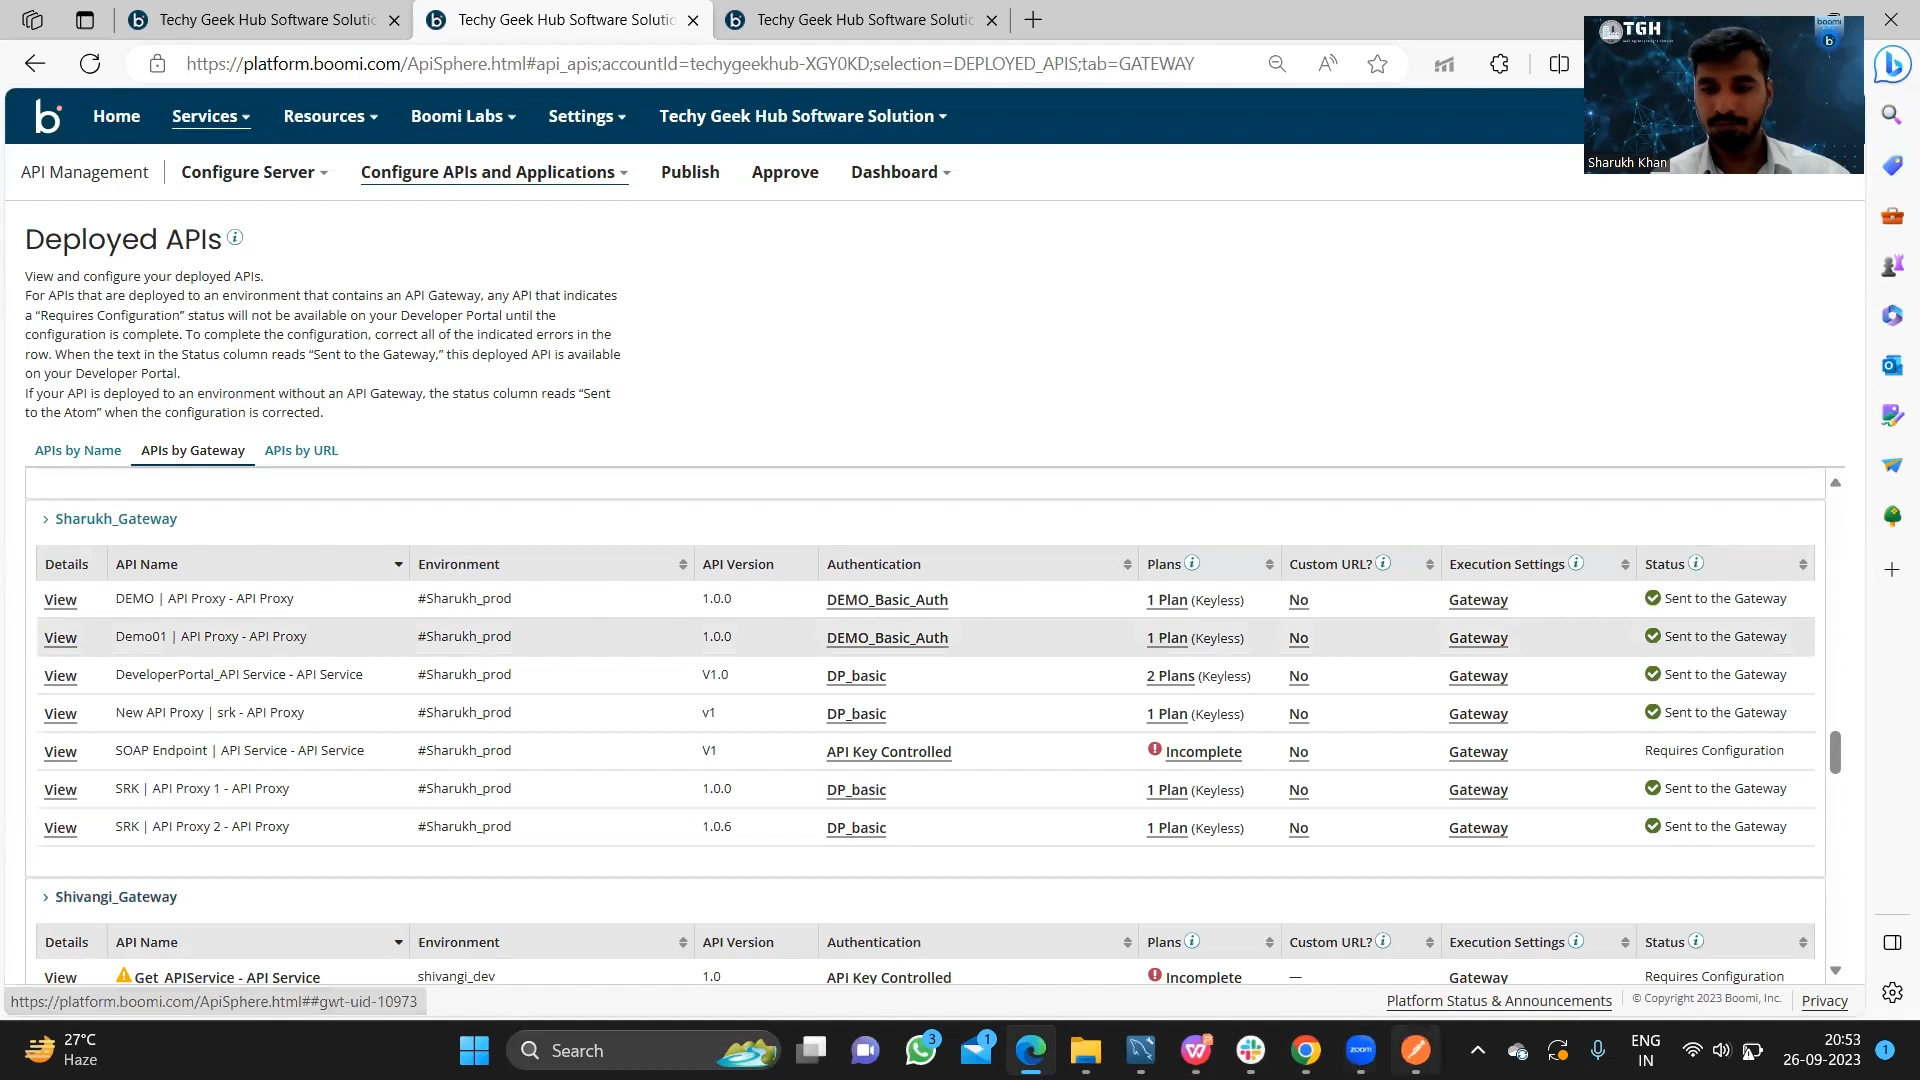 Techy Geek Hub Software Solutic
Techy Geek Hub Software Solutic
Techy Geek Hub Software Solutic
https://platform.boomi.com/ApiSphere.html#api_apis;accountId=techygeekhub-XGY0KD;selection=DEPLOYED_APIS;tab=GATEWAY
TGH
boomi
Sharukh Khan
Home Services Resources Boomi Labs Settings Techy Geek Hub Software Solution
API Management Configure Server Configure APIs and Applications Publish Approve Dashboard
Deployed APIs
View and configure your deployed APIs.
For APIs that are deployed to an environment that contains an API Gateway, any API that indicates
a “Requires Configuration” status will not be available on your Developer Portal until the
configuration is complete. To complete the configuration, correct all of the indicated errors in the
row. When the text in the Status column reads “Sent to the Gateway,” this deployed API is available
on your Developer Portal.
If your API is deployed to an environment without an API Gateway, the status column reads “Sent
to the Atom” when the configuration is corrected.
APIs by Name APIs by Gateway APIs by URL
Sharukh_Gateway
Details API Name Environment API Version Authentication Plans Custom URL? Execution Settings Status
View DEMO | API Proxy - API Proxy #Sharukh_prod 1.0.0 DEMO_Basic_Auth 1 Plan (Keyless) No Gateway Sent to the Gateway
View Demo01 | API Proxy - API Proxy #Sharukh_prod 1.0.0 DEMO_Basic_Auth 1 Plan (Keyless) No Gateway Sent to the Gateway
View DeveloperPortal_API Service - API Service #Sharukh_prod V1.0 DP_basic 2 Plans (Keyless) No Gateway Sent to the Gateway
View New API Proxy | srk - API Proxy #Sharukh_prod v1 DP_basic 1 Plan (Keyless) No Gateway Sent to the Gateway
View SOAP Endpoint | API Service - API Service #Sharukh_prod V1 API Key Controlled Incomplete No Gateway Requires Configuration
View SRK | API Proxy 1 - API Proxy #Sharukh_prod 1.0.0 DP_basic 1 Plan (Keyless) No Gateway Sent to the Gateway
View SRK | API Proxy 2 - API Proxy #Sharukh_prod 1.0.6 DP_basic 1 Plan (Keyless) No Gateway Sent to the Gateway
Shivangi_Gateway
Details API Name Environment API Version Authentication Plans Custom URL? Execution Settings Status
View Get_APIService - API Service shivangi_dev 1.0 API Key Controlled Incomplete — Gateway Requires Configuration
https://platform.boomi.com/ApiSphere.html##gwt-uid-10973
Platform Status & Announcements © Copyright 2023 Boomi, Inc. Privacy
27°C
Haze
Search
3
1
zoom
ENG
IN
20:53
26-09-2023
1